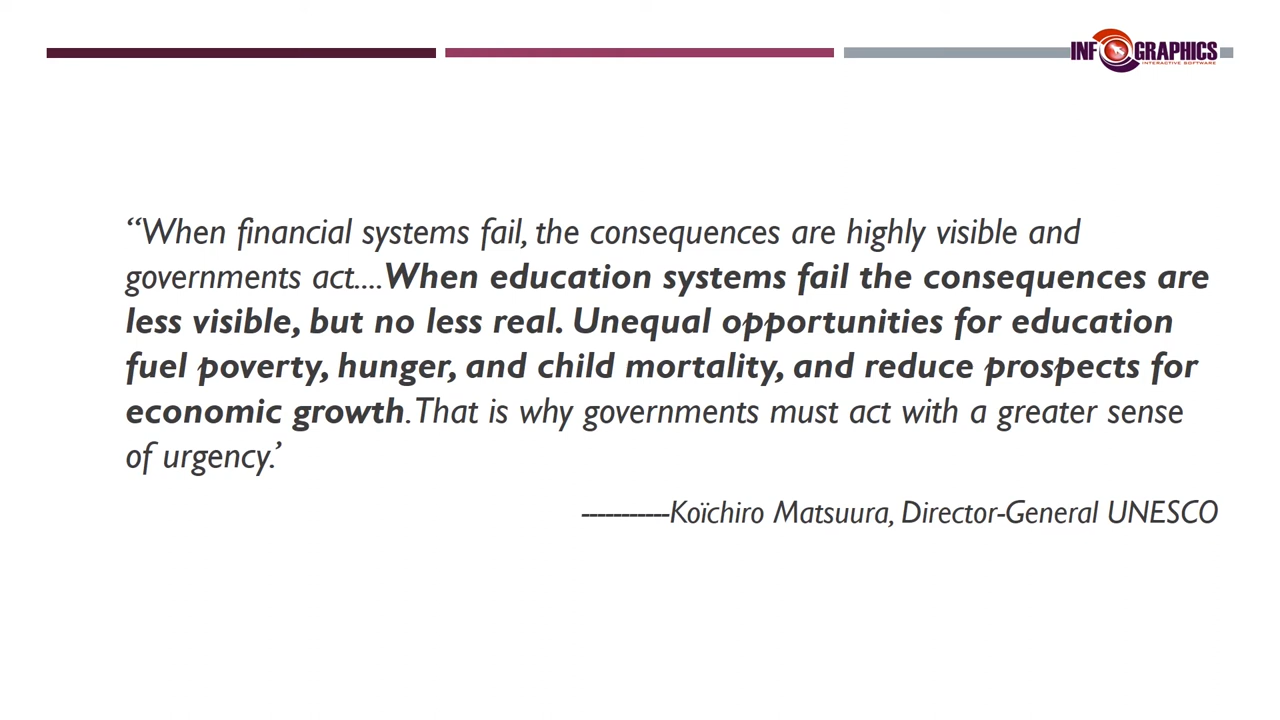 INFOGRAPHICS
INTERACTIVE SOFTWARE
“When financial systems fail, the consequences are highly visible and
governments act....When education systems fail the consequences are
less visible, but no less real. Unequal opportunities for education
fuel poverty, hunger, and child mortality, and reduce prospects for
economic growth. That is why governments must act with a greater sense
of urgency.’
-----------Koïchiro Matsuura, Director-General UNESCO